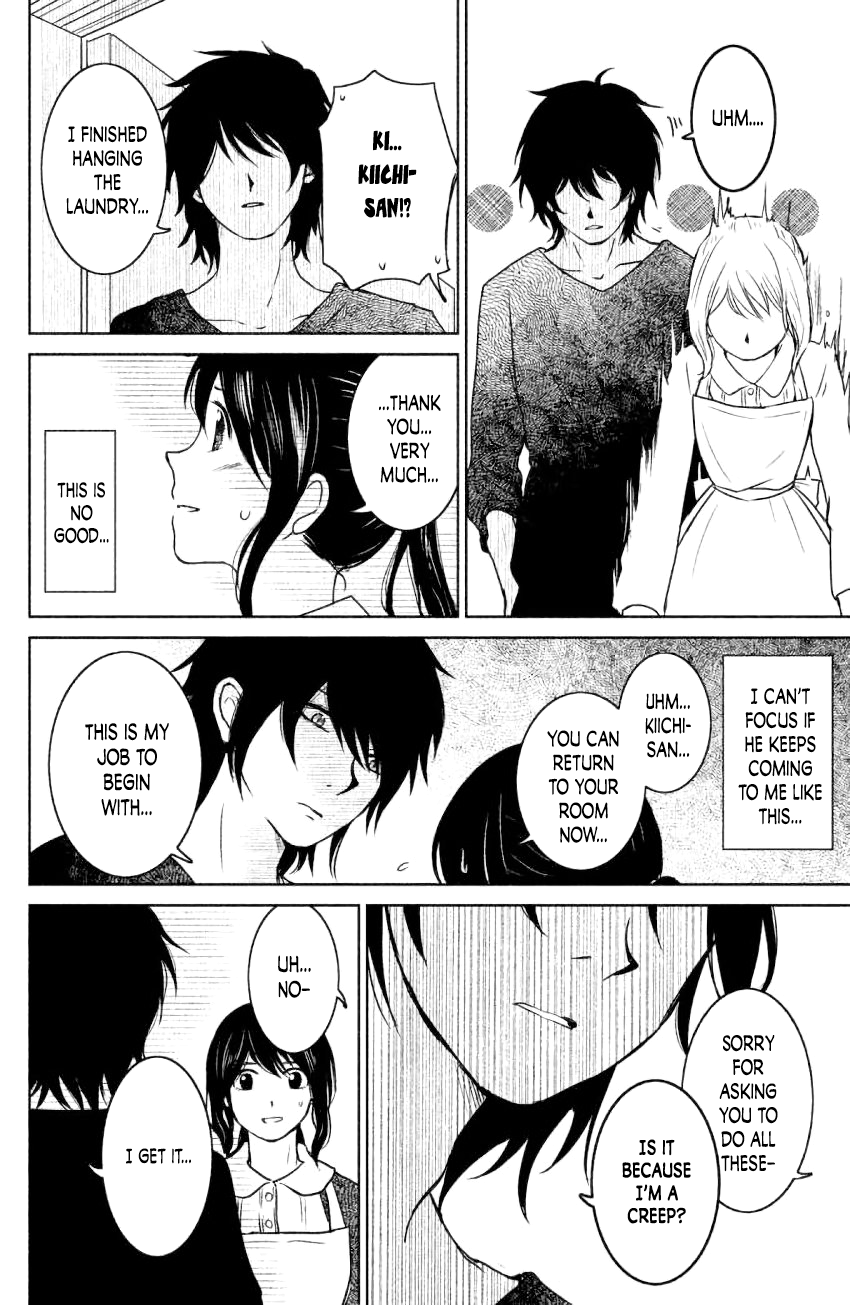 UHM....
KI...
KIICHI-
SAN!?
I FINISHED
HANGING
THE
LAUNDRY...
...THANK
YOU...
VERY
MUCH...
THIS IS
NO
GOOD...
I CAN'T
FOCUS IF
HE KEEPS
COMING
TO ME LIKE
THIS...
UHM...
KIICHI-
SAN...
YOU CAN
RETURN
TO YOUR
ROOM
NOW...
THIS IS MY
JOB TO
BEGIN
WITH...
SORRY
FOR
ASKING
YOU TO
DO ALL
THESE–
IS IT
BECAUSE
I'M A
CREEP?
UH...
NO–
I GET IT...